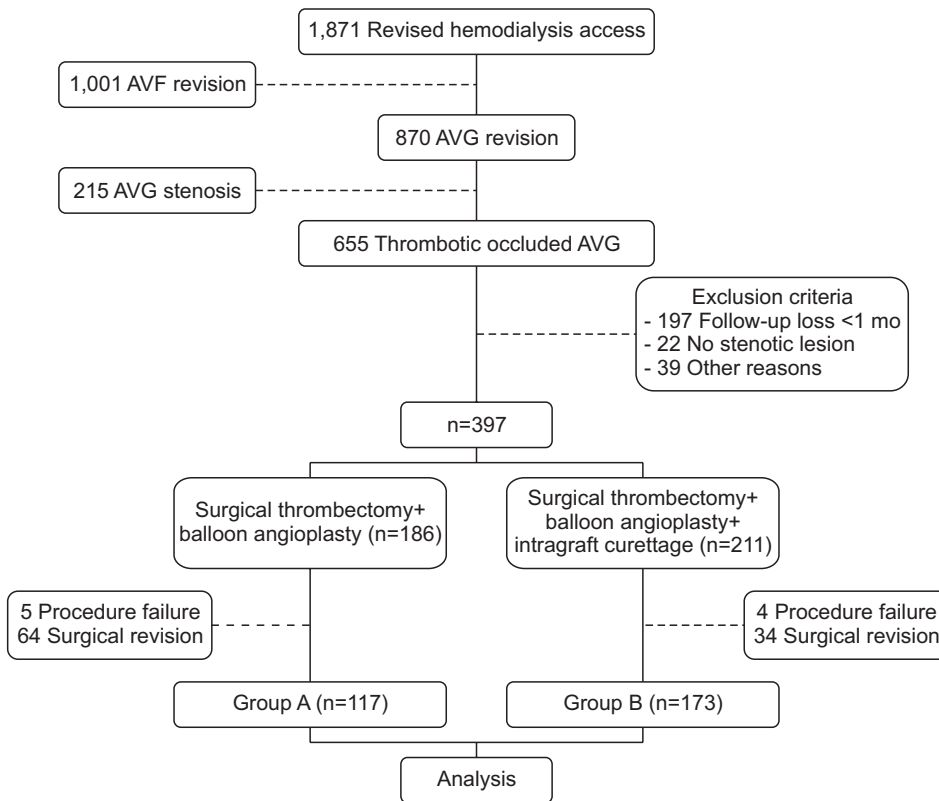 1,871 Revised hemodialysis access
1,001 AVF revision
870 AVG revision
215 AVG stenosis
655 Thrombotic occluded AVG
Exclusion criteria
- 197 Follow-up loss <1 mo
- 22 No stenotic lesion
- 39 Other reasons
n=397
Surgical thrombectomy+
balloon angioplasty (n=186)
Surgical thrombectomy+
balloon angioplasty+
intragraft curettage (n=211)
5 Procedure failure
64 Surgical revision
4 Procedure failure
34 Surgical revision
Group A (n=117)
Group B (n=173)
Analysis